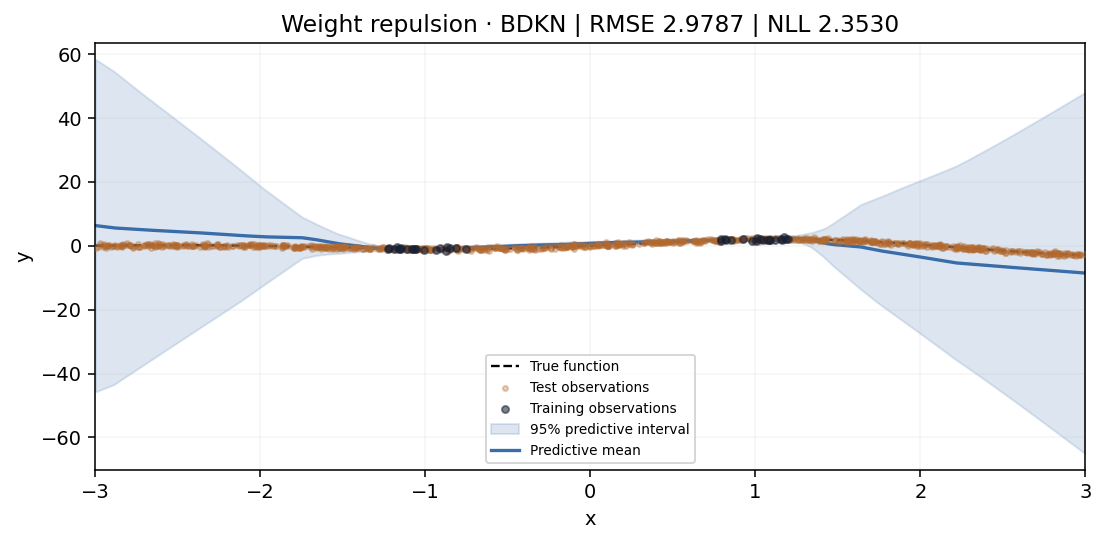 Weight repulsion · BDKN | RMSE 2.9787 | NLL 2.3530
60
40
20
0
−20
−40
−60
y
True function
Test observations
Training observations
95% predictive interval
Predictive mean
−3
−2
−1
0
1
2
3
x